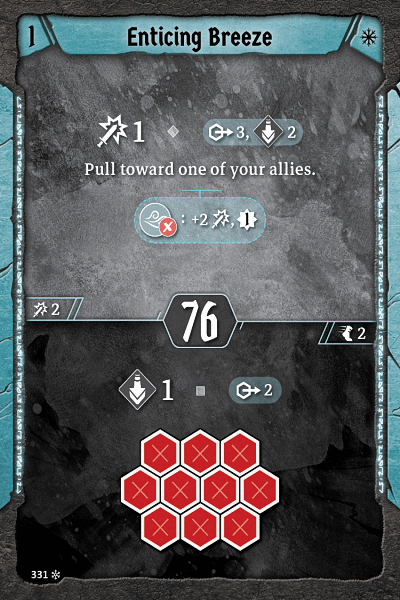 1 Enticing Breeze
1 3, 2
Pull toward one of your allies.
: +2 ,
2
76
2
1 2
331